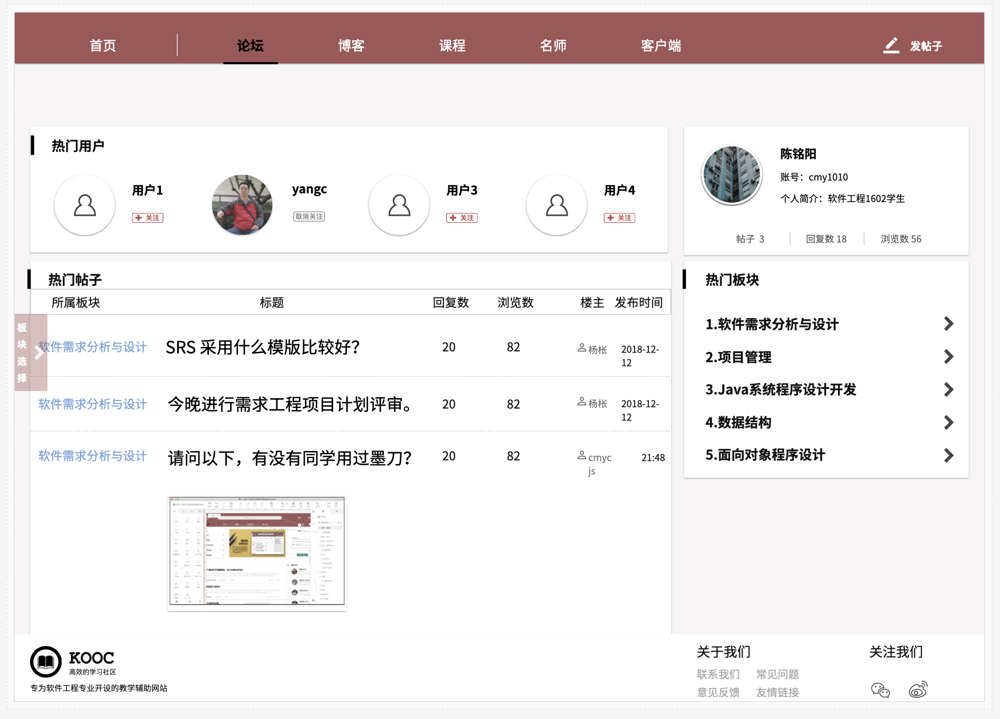 首页
论坛
博客
课程
名师
客户端
发帖子
热门用户
用户1
关注
yangc
取消关注
用户3
关注
用户4
关注
陈铭阳
账号：cmy1010
个人简介：软件工程1602学生
帖子 3
回复数 18
浏览数 56
热门帖子
所属板块 标题 回复数 浏览数 楼主 发布时间
板
块
选
择
软件需求分析与设计 SRS 采用什么模版比较好？ 20 82 杨枨 2018-12-
12
软件需求分析与设计 今晚进行需求工程项目计划评审。 20 82 杨枨 2018-12-
12
软件需求分析与设计 请问以下，有没有同学用过墨刀？ 20 82 cmyc 21:48
js
热门板块
1.软件需求分析与设计
2.项目管理
3.Java系统程序设计开发
4.数据结构
5.面向对象程序设计
KOOC
高效的学习社区
专为软件工程专业开设的教学辅助网站
关于我们
联系我们 常见问题
意见反馈 友情链接
关注我们